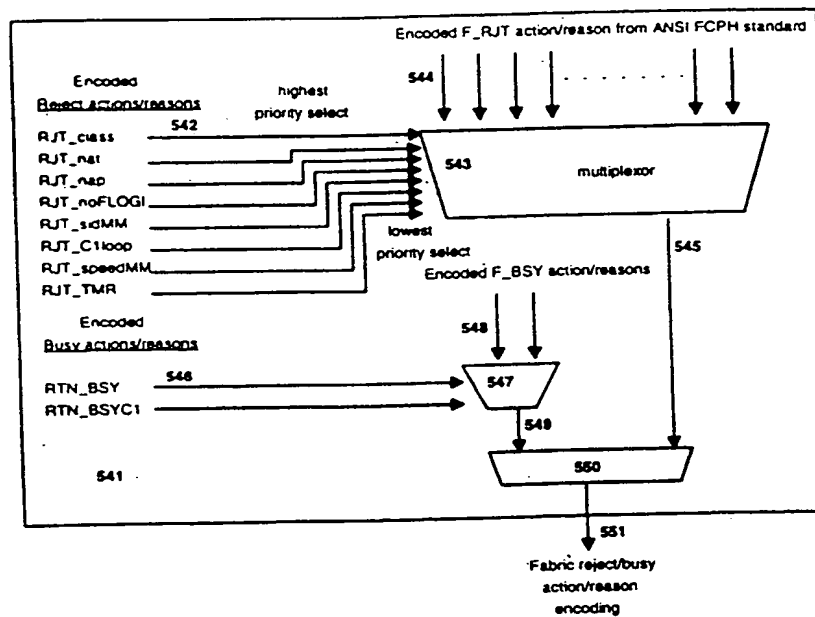 Encoded F_RJT action/reason from ANSI FCPH standard
544
Encoded
Reject actions/reasons
highest
priority select
542
RJT_class
RJT_nat
RJT_nap
RJT_noFLOGI
RJT_sidMM
RJT_C1loop
RJT_speedMM
RJT_TMR
543
multiplexor
lowest
priority select
545
Encoded F_BSY action/reasons
548
Encoded
Busy actions/reasons
546
RTN_BSY
RTN_BSYC1
547
549
541
550
551
Fabric reject/busy
action/reason
encoding